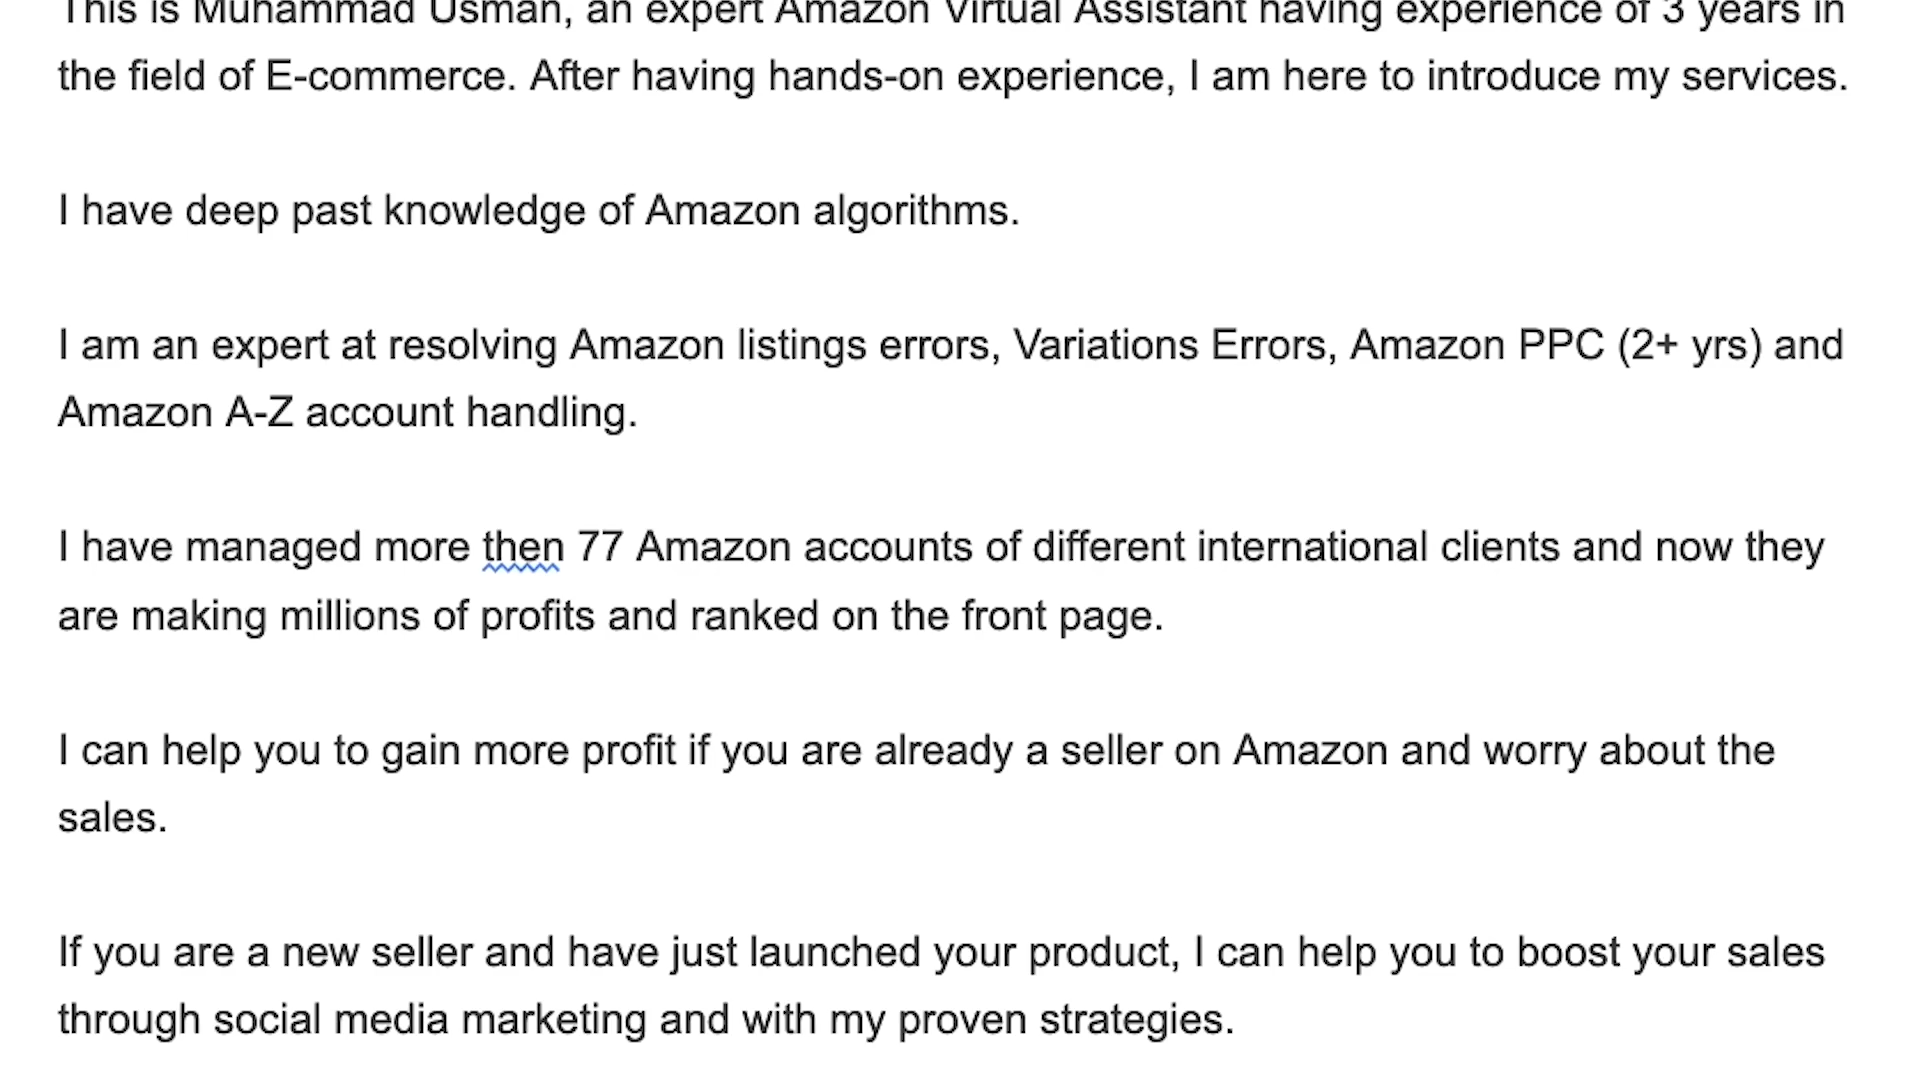 This is Muhammad Usman, an expert Amazon Virtual Assistant having experience of 3 years in
the field of E-commerce. After having hands-on experience, I am here to introduce my services.
I have deep past knowledge of Amazon algorithms.
I am an expert at resolving Amazon listings errors, Variations Errors, Amazon PPC (2+ yrs) and
Amazon A-Z account handling.
I have managed more then 77 Amazon accounts of different international clients and now they
are making millions of profits and ranked on the front page.
I can help you to gain more profit if you are already a seller on Amazon and worry about the
sales.
If you are a new seller and have just launched your product, I can help you to boost your sales
through social media marketing and with my proven strategies.